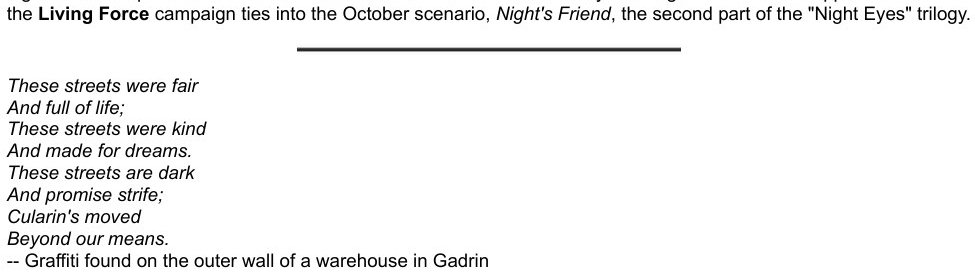 the Living Force campaign ties into the October scenario, Night's Friend, the second part of the "Night Eyes" trilogy.
These streets were fair
And full of life;
These streets were kind
And made for dreams.
These streets are dark
And promise strife;
Cularin's moved
Beyond our means.
-- Graffiti found on the outer wall of a warehouse in Gadrin